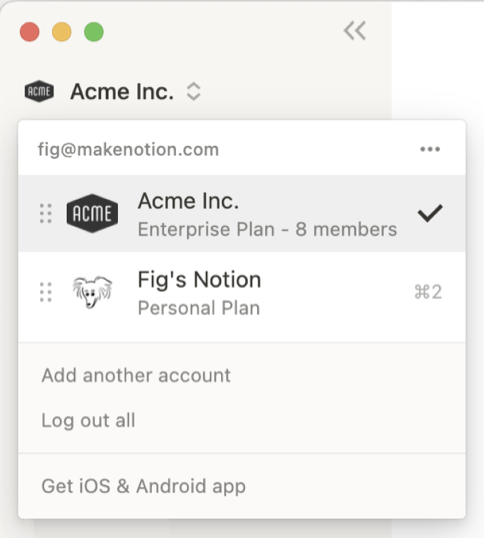 ACME Acme Inc.
fig@makenotion.com
ACME
Acme Inc.
Enterprise Plan - 8 members
Fig's Notion
Personal Plan
⌘2
Add another account
Log out all
Get iOS & Android app